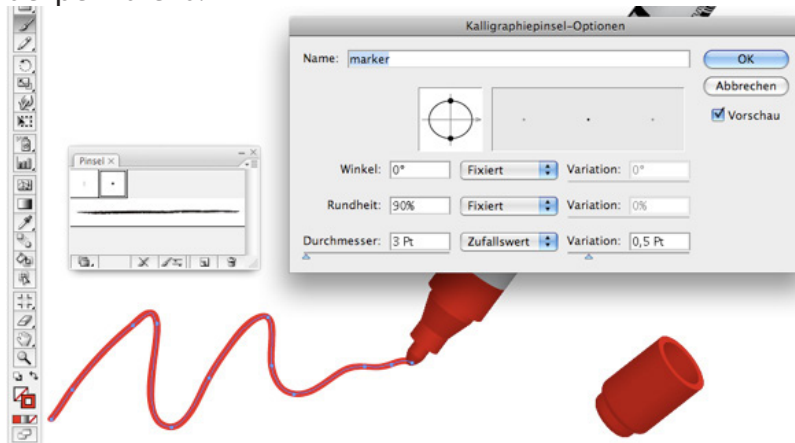 Kalligraphiepinsel-Optionen
Name: marker
OK
Abbrechen
Vorschau
Pinsel ×
Winkel: 0° Fixiert Variation: 0°
Rundheit: 90% Fixiert Variation: 0%
Durchmesser: 3 Pt Zufallswert Variation: 0,5 Pt